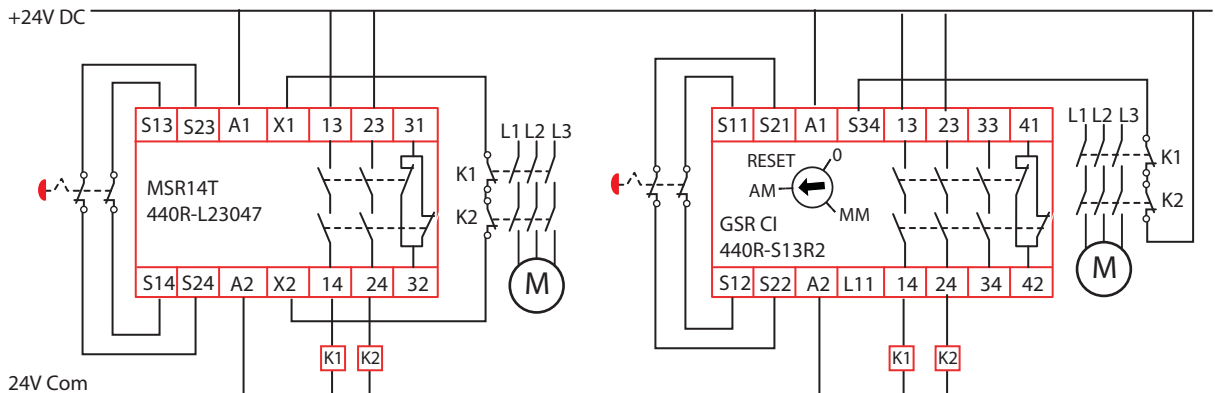 +24V DC
S13 S23 A1 X1 13 23 31
MSR14T
440R-L23047
S14 S24 A2 X2 14 24 32
L1 L2 L3
K1
K2
M
K1 K2
S11 S21 A1 S34 13 23 33 41
RESET
0
AM
MM
GSR CI
440R-S13R2
S12 S22 A2 L11 14 24 34 42
L1 L2 L3
K1
K2
M
K1 K2
24V Com